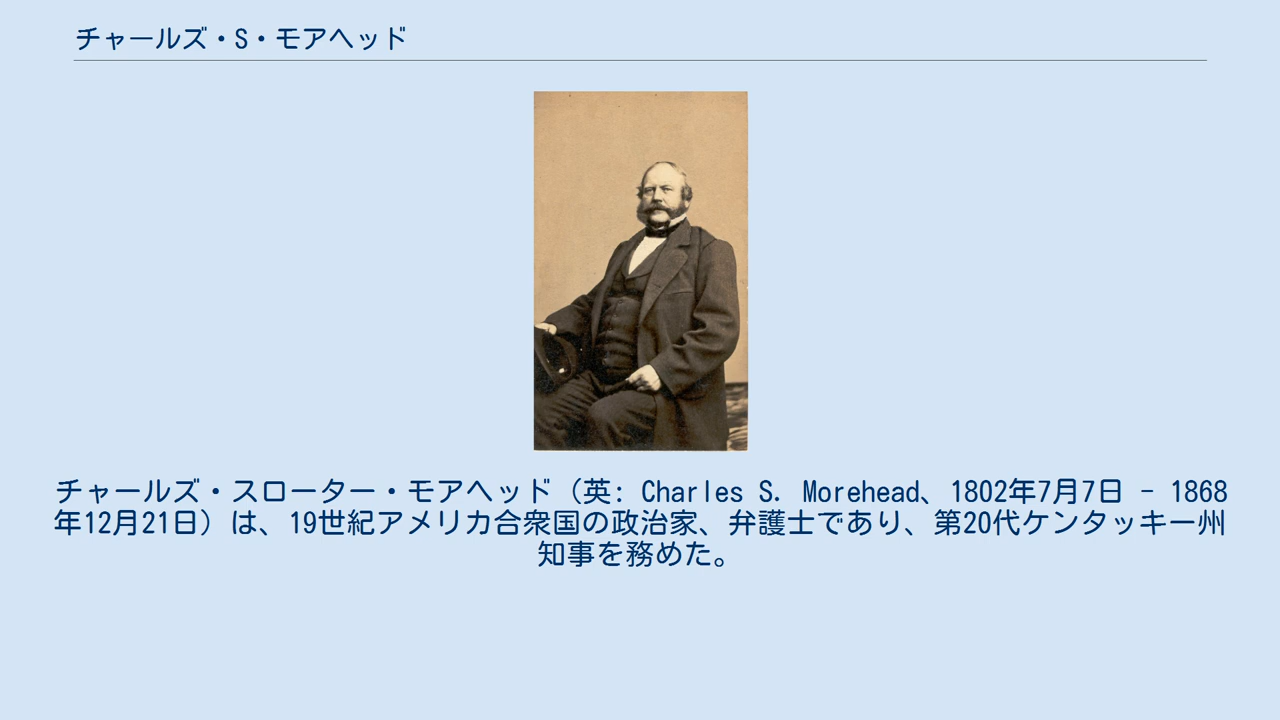 チャールズ・S・モアヘッド
チャールズ・スローター・モアヘッド（英: Charles S. Morehead、1802年7月7日 - 1868
年12月21日）は、19世紀アメリカ合衆国の政治家、弁護士であり、第20代ケンタッキー州
知事を務めた。